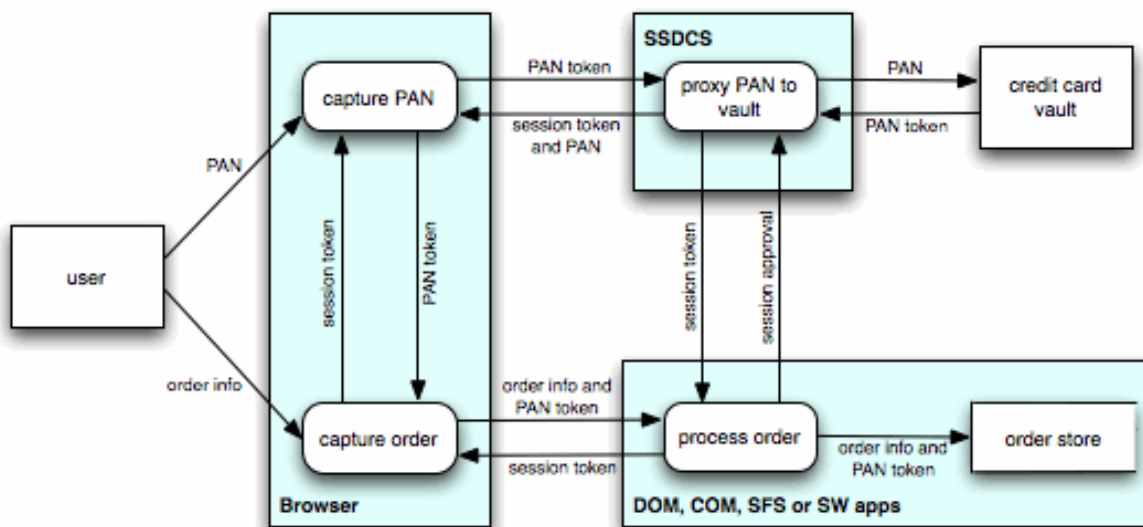 SSDCS
PAN token
PAN
capture PAN
proxy PAN to
vault
credit card
vault
session token
and PAN
PAN token
PAN
user
session token
PAN token
session token
session approval
order info
order info and
PAN token
capture order
process order
order info and
PAN token
order store
session token
Browser
DOM, COM, SFS or SW apps